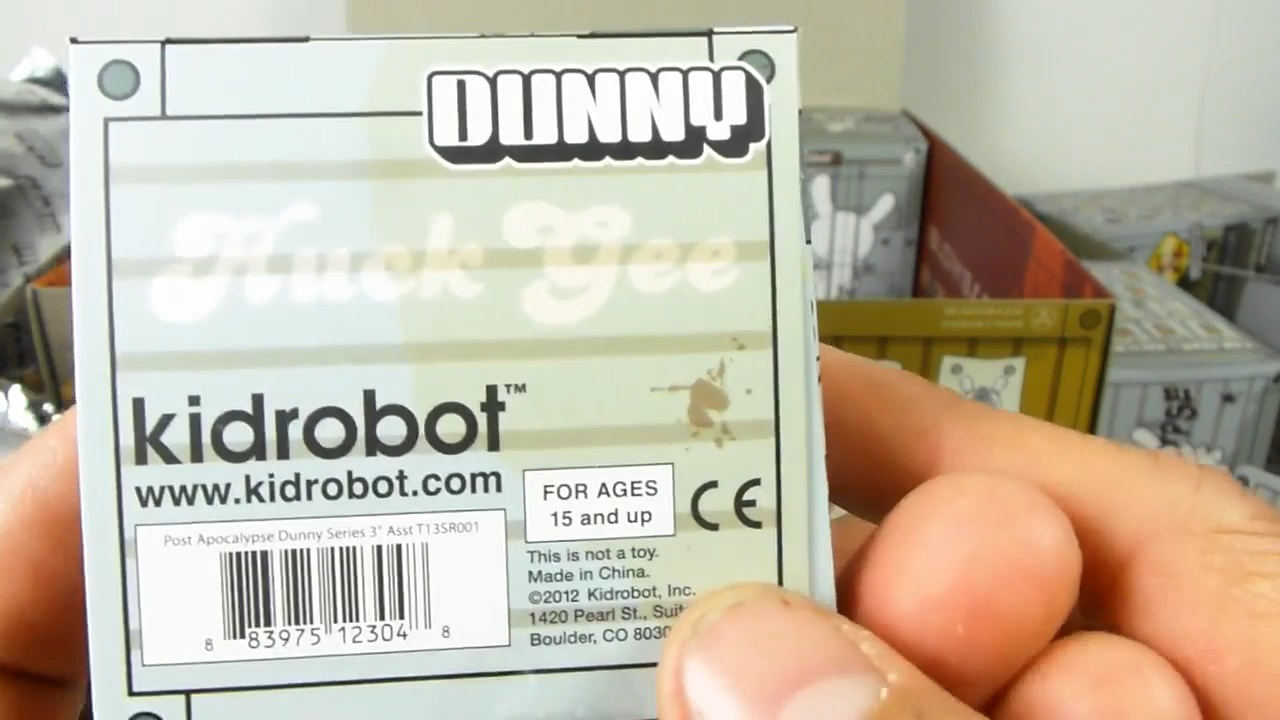 DUNNY
Huck Gee
kidrobot™
www.kidrobot.com
FOR AGES
15 and up
CE
Post Apocalypse Dunny Series 3" Asst T13SR001
8 83975 12304 8
This is not a toy.
Made in China.
©2012 Kidrobot, Inc.
1420 Pearl St.,
Boulder, CO